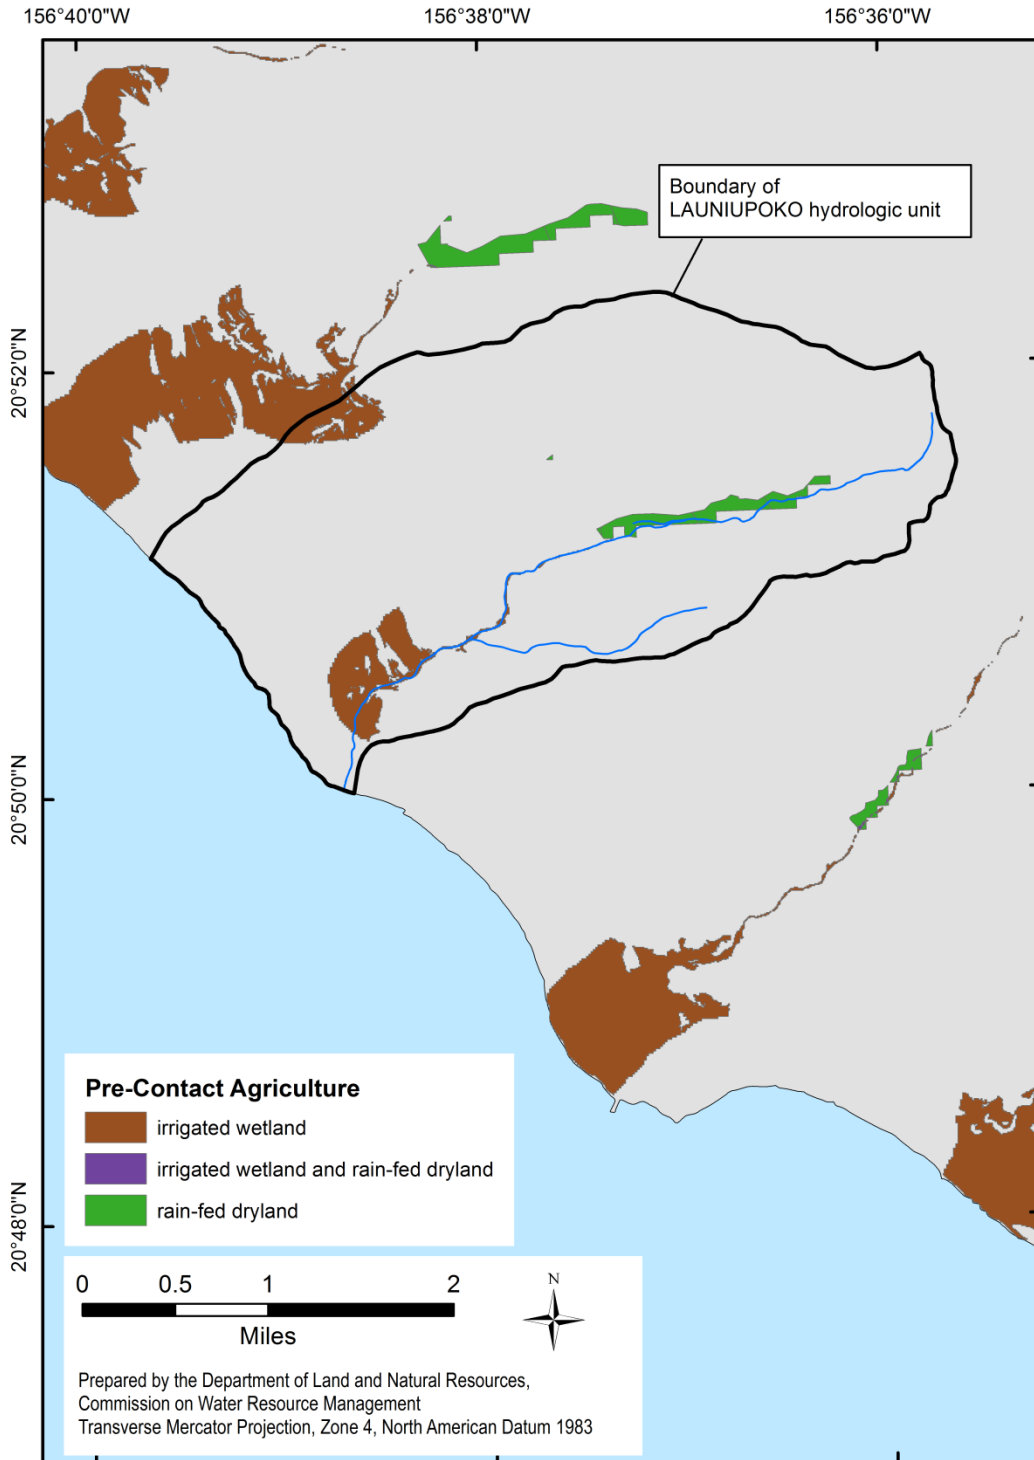 156°40'0"W
156°38'0"W
156°36'0"W
Boundary of
LAUNIUPOKO hydrologic unit
20°52'0"N
20°50'0"N
20°48'0"N
Pre-Contact Agriculture
irrigated wetland
irrigated wetland and rain-fed dryland
rain-fed dryland
0 0.5 1 2
Miles
N
Prepared by the Department of Land and Natural Resources,
Commission on Water Resource Management
Transverse Mercator Projection, Zone 4, North American Datum 1983